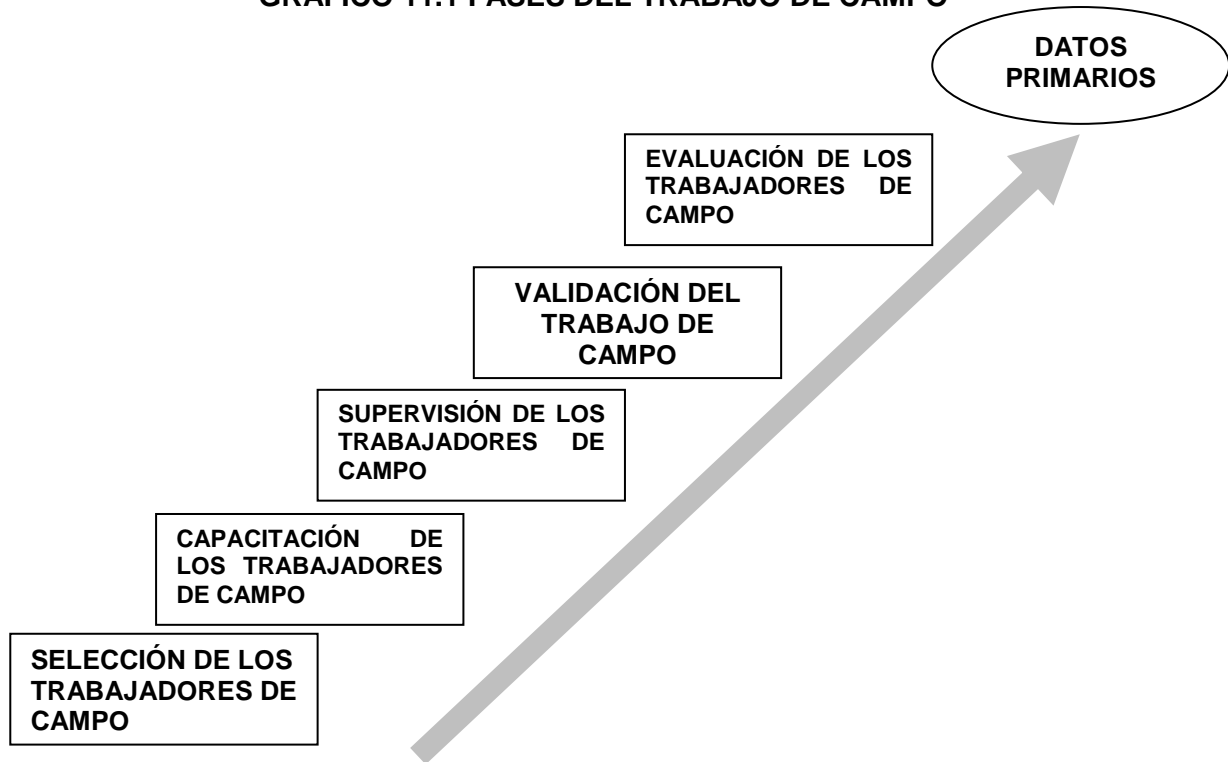 GRÁFICO 11.1 FASES DEL TRABAJO DE CAMPO
DATOS
PRIMARIOS
EVALUACIÓN DE LOS
TRABAJADORES DE
CAMPO
VALIDACIÓN DEL
TRABAJO DE
CAMPO
SUPERVISIÓN DE LOS
TRABAJADORES DE
CAMPO
CAPACITACIÓN DE
LOS TRABAJADORES
DE CAMPO
SELECCIÓN DE LOS
TRABAJADORES DE
CAMPO